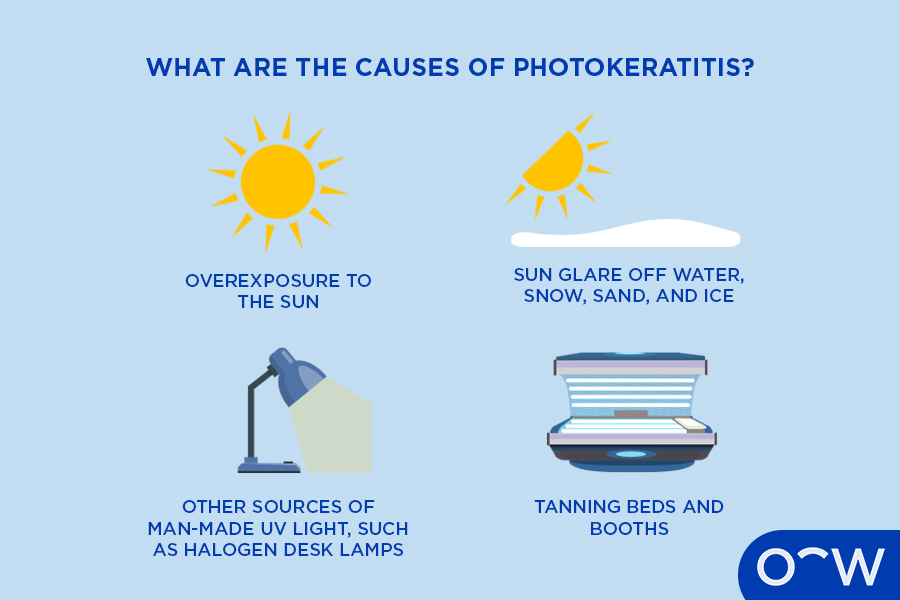 WHAT ARE THE CAUSES OF PHOTOKERATITIS?
OVEREXPOSURE TO
THE SUN
SUN GLARE OFF WATER,
SNOW, SAND, AND ICE
OTHER SOURCES OF
MAN-MADE UV LIGHT, SUCH
AS HALOGEN DESK LAMPS
TANNING BEDS AND
BOOTHS